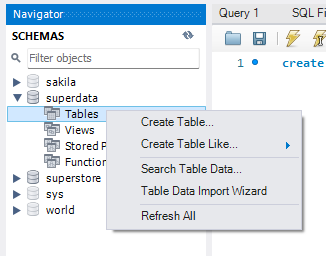 Navigator
Query 1
SQL Fi
SCHEMAS
Filter objects
1
create
sakila
superdata
Tables
Views
Stored P
Function
superstore
sys
world
Create Table...
Create Table Like...
Search Table Data...
Table Data Import Wizard
Refresh All